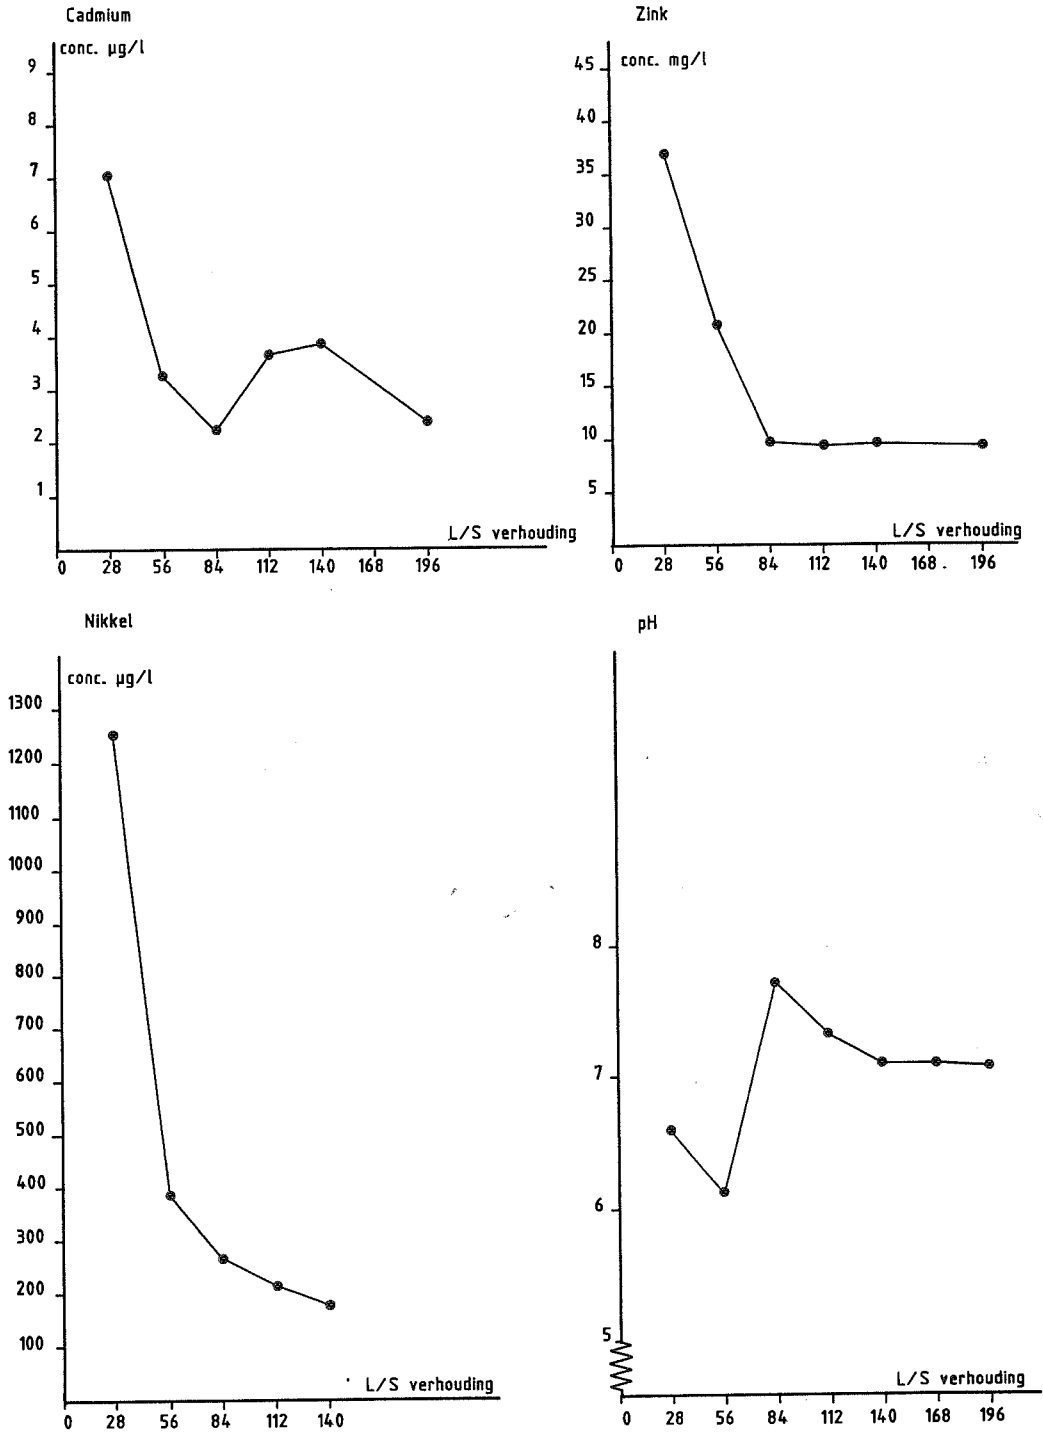 Cadmium
conc. µg/l
9
8
7
6
5
4
3
2
1
L/S verhouding
0 28 56 84 112 140 168 196
Zink
conc. mg/l
45
40
35
30
25
20
15
10
5
L/S verhouding
0 28 56 84 112 140 168 196
Nikkel
conc. µg/l
1300
1200
1100
1000
900
800
700
600
500
400
300
200
100
L/S verhouding
0 28 56 84 112 140
pH
8
7
6
5
L/S verhouding
0 28 56 84 112 140 168 196